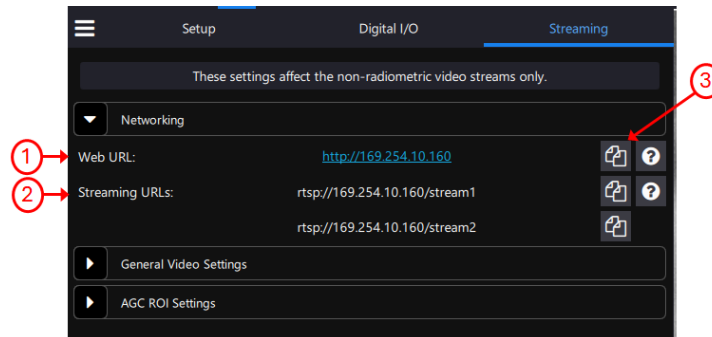 Setup Digital I/O Streaming
These settings affect the non-radiometric video streams only.
3
Networking
1 Web URL: http://169.254.10.160 ?
2 Streaming URLs: rtsp://169.254.10.160/stream1 ?
rtsp://169.254.10.160/stream2
General Video Settings
AGC ROI Settings